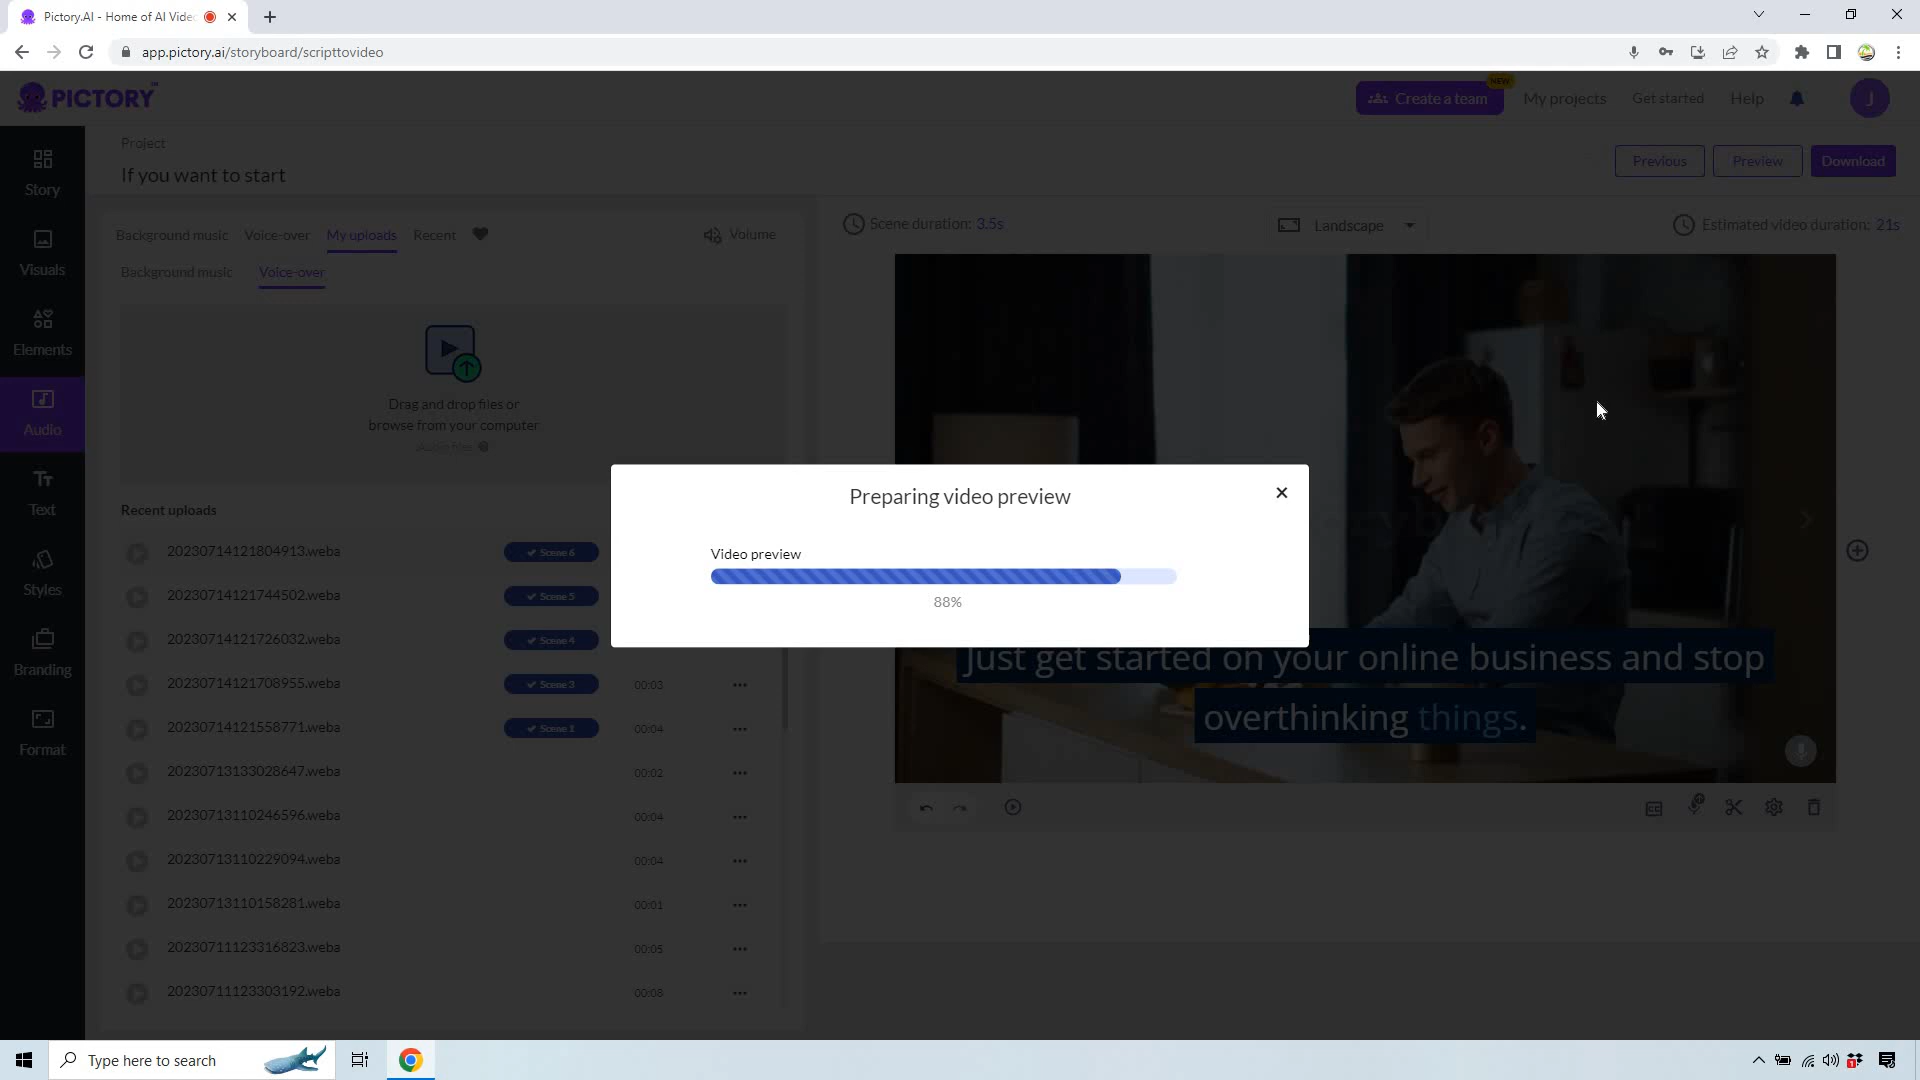 Pictory.AI - Home of AI Vide
app.pictory.ai/storyboard/scripttovideo
PICTORY
NEW
Create a team
My projects
Get started
Help
J
Project
If you want to start
Previous
Preview
Download
Story
Visuals
Elements
Audio
Text
Styles
Branding
Format
Background music
Voice-over
My uploads
Recent
Volume
Background music
Voice-over
Drag and drop files or
browse from your computer
Audio files
Recent uploads
20230714121804913.weba
Scene 6
20230714121744502.weba
Scene 5
20230714121726032.weba
Scene 4
20230714121708955.weba
Scene 3
00:03
20230714121558771.weba
Scene 1
00:04
20230713133028647.weba
00:02
20230713110246596.weba
00:04
20230713110229094.weba
00:04
20230713110158281.weba
00:01
20230711123316823.weba
00:05
20230711123303192.weba
00:08
Scene duration: 3.5s
Landscape
Estimated video duration: 21s
Preparing video preview
Video preview
88%
Just get started on your online business and stop
overthinking things.
CC
Type here to search
1